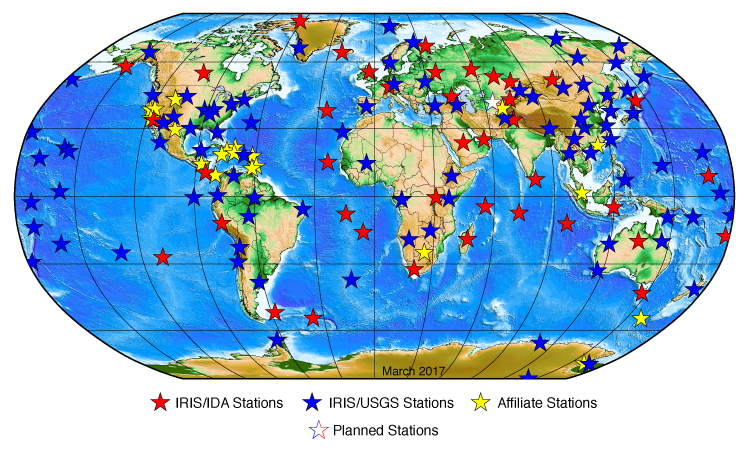 March 2017
IRIS/IDA Stations IRIS/USGS Stations Affiliate Stations
Planned Stations